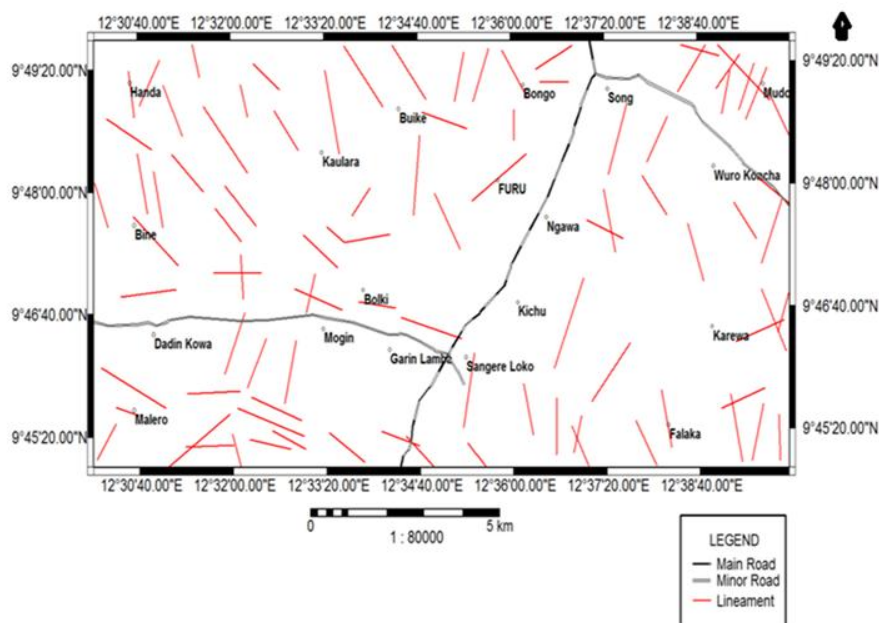 12°30'40.00"E 12°32'00.00"E 12°33'20.00"E 12°34'40.00"E 12°36'00.00"E 12°37'20.00"E 12°38'40.00"E
9°49'20.00"N 9°49'20.00"N
Handa
Bongo
Song
Mudo
Buike
Kaulara
Wuro Koncha
9°48'00.00"N 9°48'00.00"N
FURU
Ngawa
Bine
Bolki
Kichu
9°46'40.00"N 9°46'40.00"N
Mogin
Karewa
Dadin Kowa
Garin Lambe
Sangere Loko
Malero
Falaka
9°45'20.00"N 9°45'20.00"N
12°30'40.00"E 12°32'00.00"E 12°33'20.00"E 12°34'40.00"E 12°36'00.00"E 12°37'20.00"E 12°38'40.00"E
0 5 km
1 : 80000
LEGEND
Main Road
Minor Road
Lineament